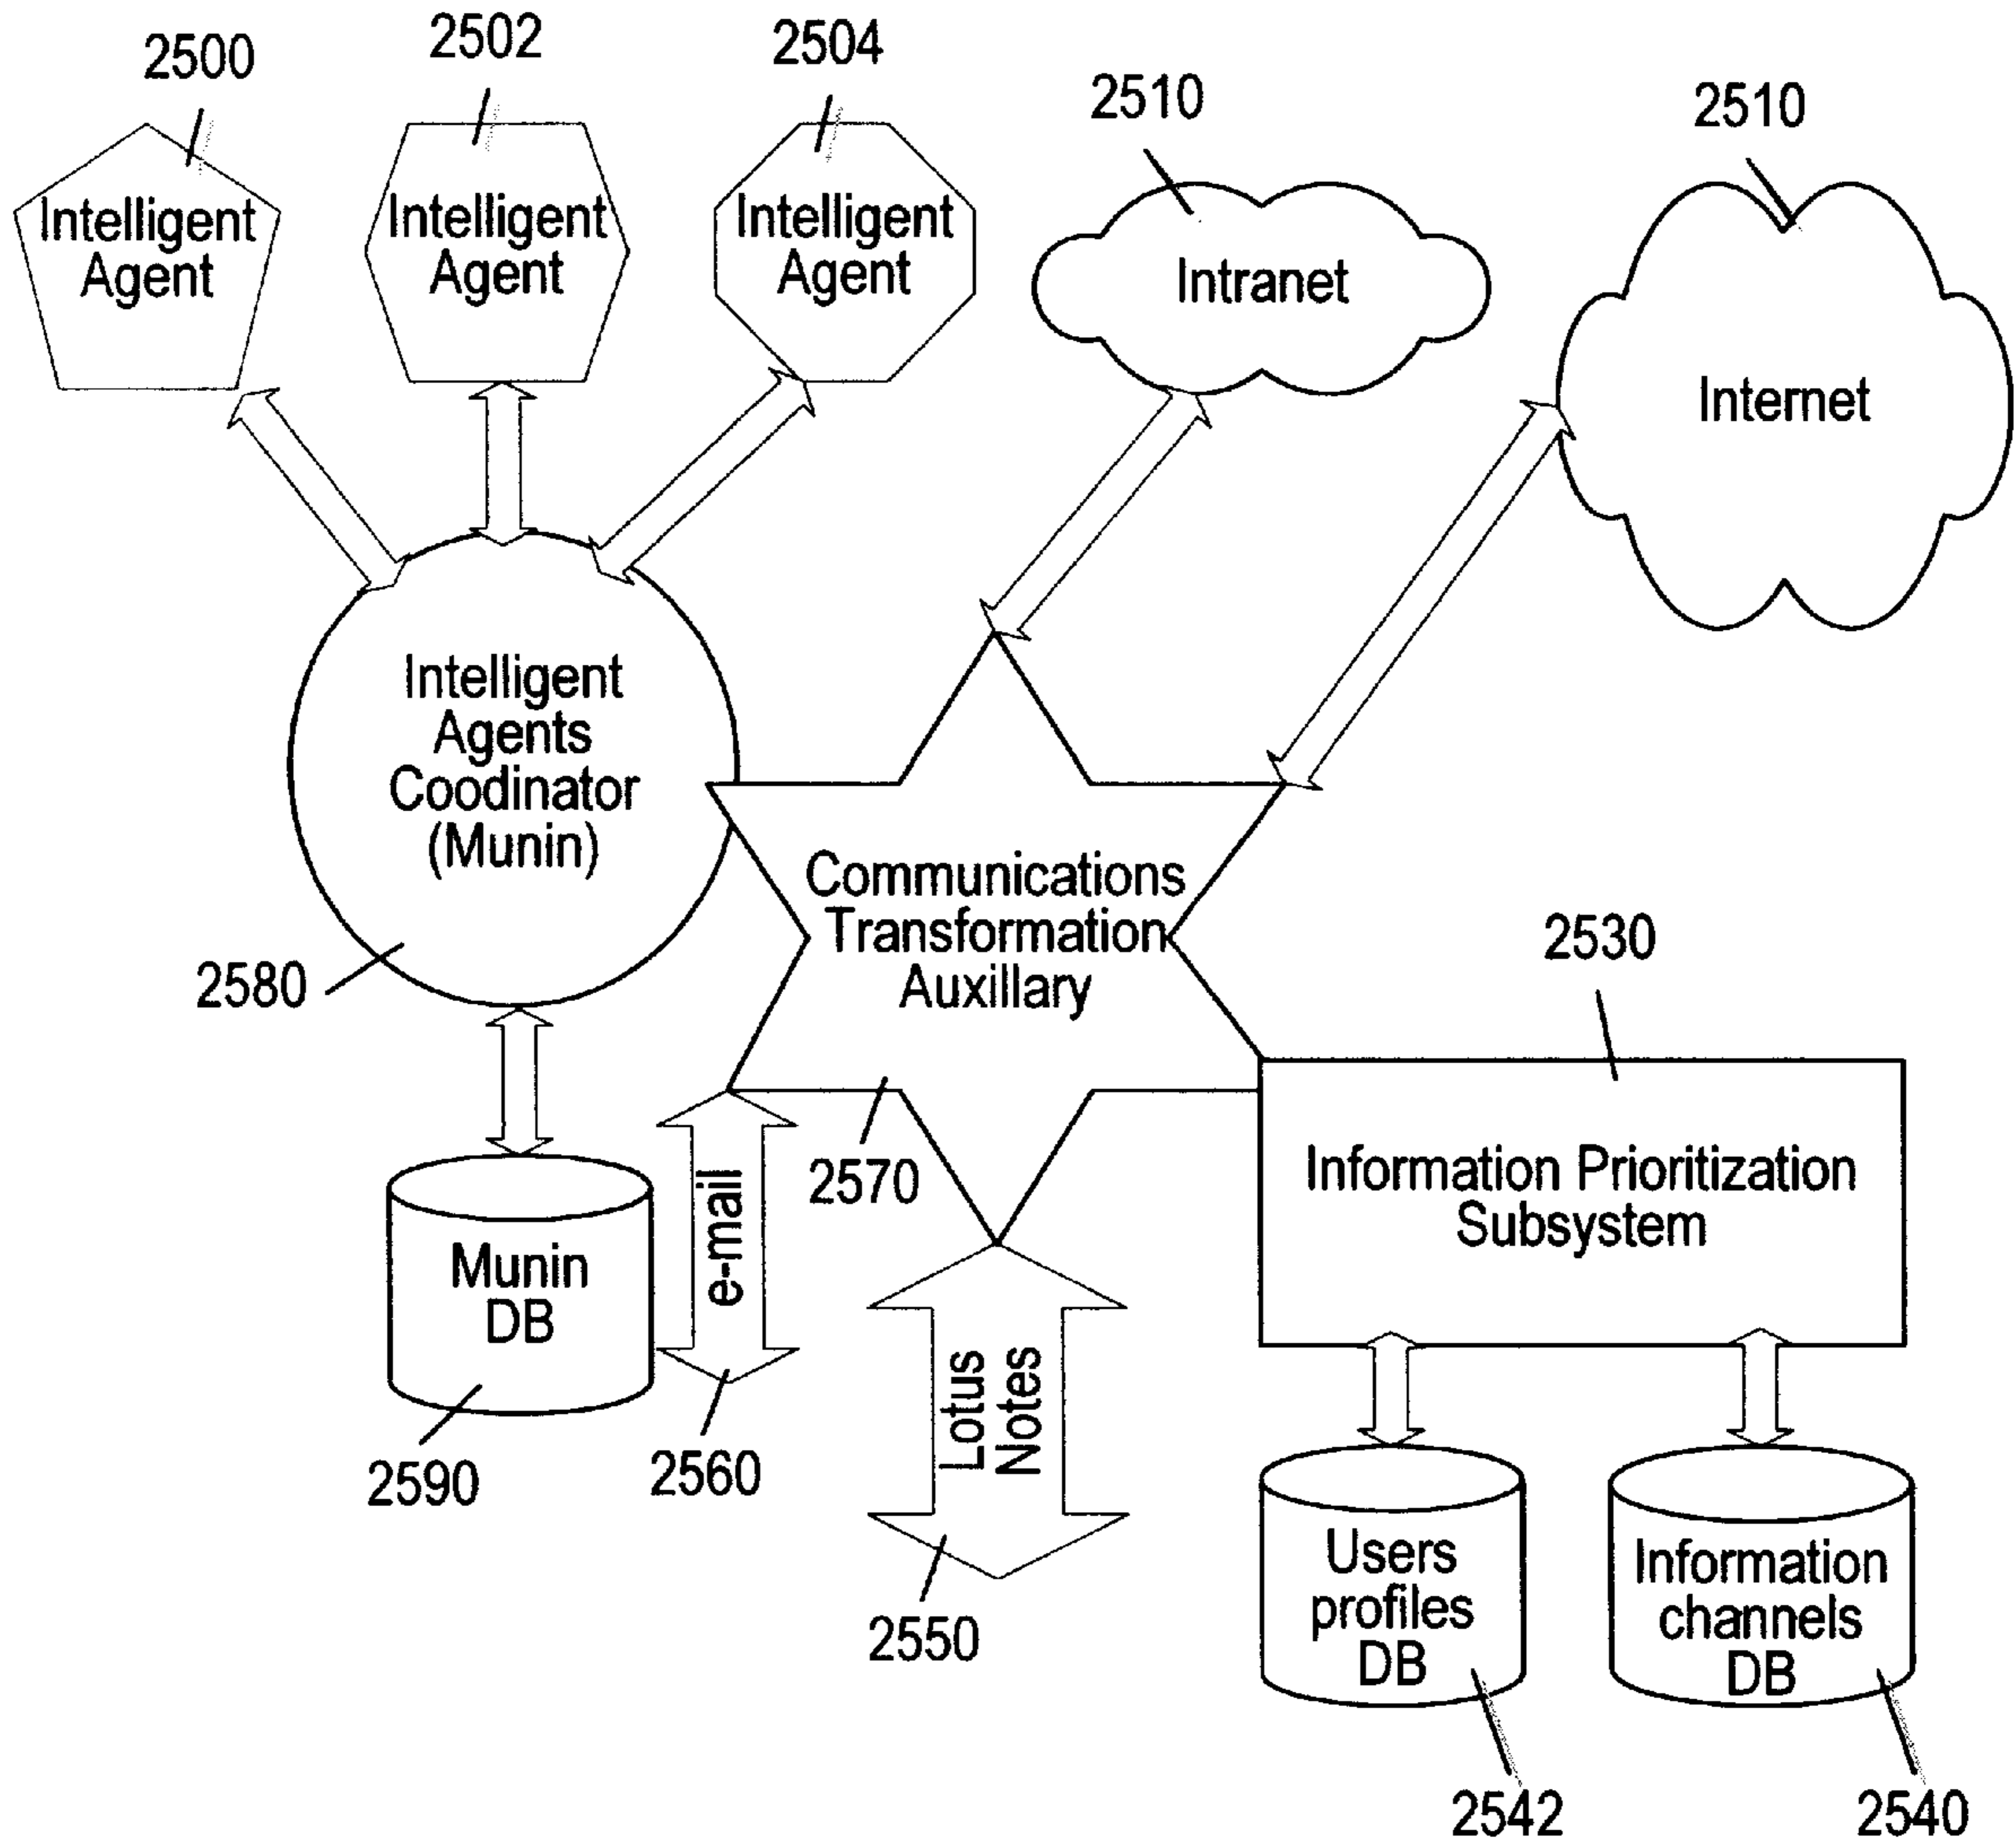 2500
2502
2504
2510
2510
Intelligent
Agent
Intelligent
Agent
Intelligent
Agent
Intranet
Internet
Intelligent
Agents
Coodinator
(Munin)
2580
Communications
Transformation
Auxillary
2530
2570
Information Prioritization
Subsystem
Munin
DB
2590
e-mail
2560
Lotus
Notes
2550
Users
profiles
DB
Information
channels
DB
2542
2540